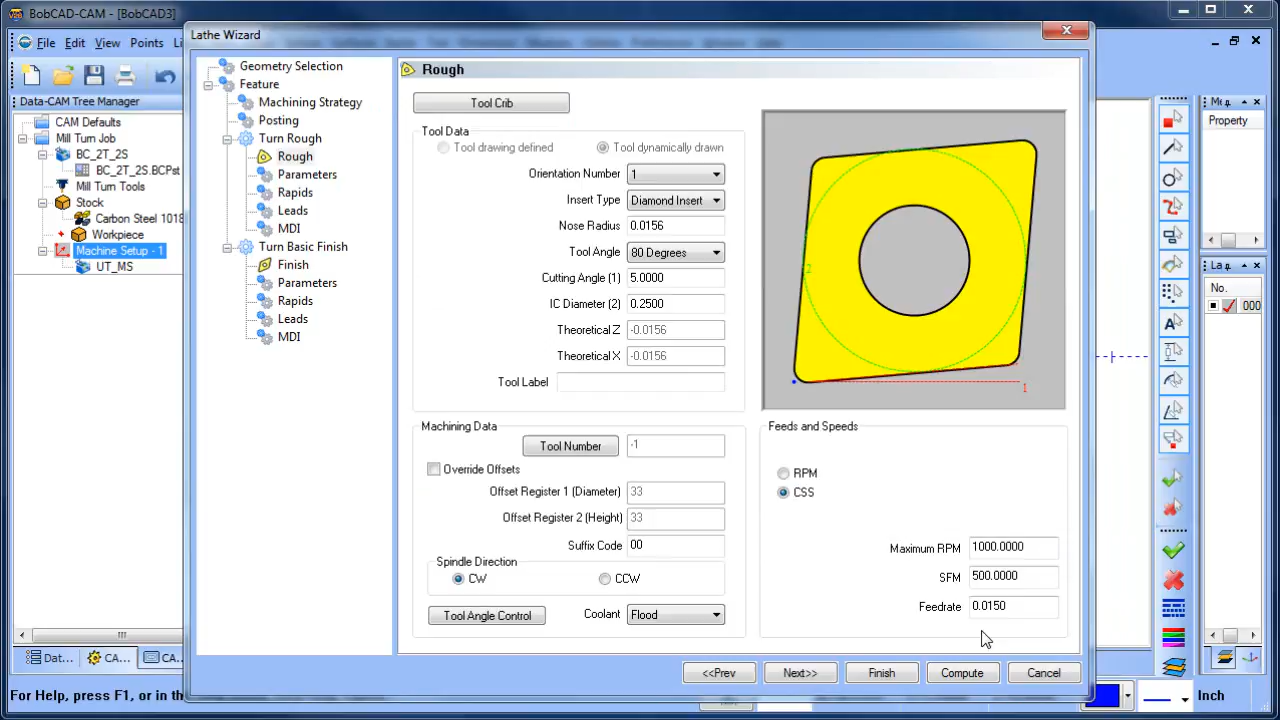 BobCAD-CAM - [BobCAD3]
File Edit View Points Li
Data-CAM Tree Manager
CAM Defaults
Mill Turn Job
BC_2T_2S
BC_2T_2S.BCPst
Mill Turn Tools
Stock
Carbon Steel 1018
Workpiece
Machine Setup - 1
UT_MS
Dat...
CA...
CA
For Help, press F1, or in the
Lathe Wizard
Geometry Selection
Feature
Machining Strategy
Posting
Turn Rough
Rough
Parameters
Rapids
Leads
MDI
Turn Basic Finish
Finish
Parameters
Rapids
Leads
MDI
Rough
Tool Crib
Tool Data
Tool drawing defined Tool dynamically drawn
Orientation Number 1
Insert Type Diamond Insert
Nose Radius 0.0156
Tool Angle 80 Degrees
Cutting Angle (1) 5.0000
IC Diameter (2) 0.2500
Theoretical Z -0.0156
Theoretical X -0.0156
Tool Label
2
1
Machining Data
Tool Number -1
Override Offsets
Offset Register 1 (Diameter) 33
Offset Register 2 (Height) 33
Suffix Code 00
Spindle Direction
CW CCW
Tool Angle Control Coolant Flood
Feeds and Speeds
RPM
CSS
Maximum RPM 1000.0000
SFM 500.0000
Feedrate 0.0150
<<Prev Next>> Finish Compute Cancel
Property
La
No.
000
Inch